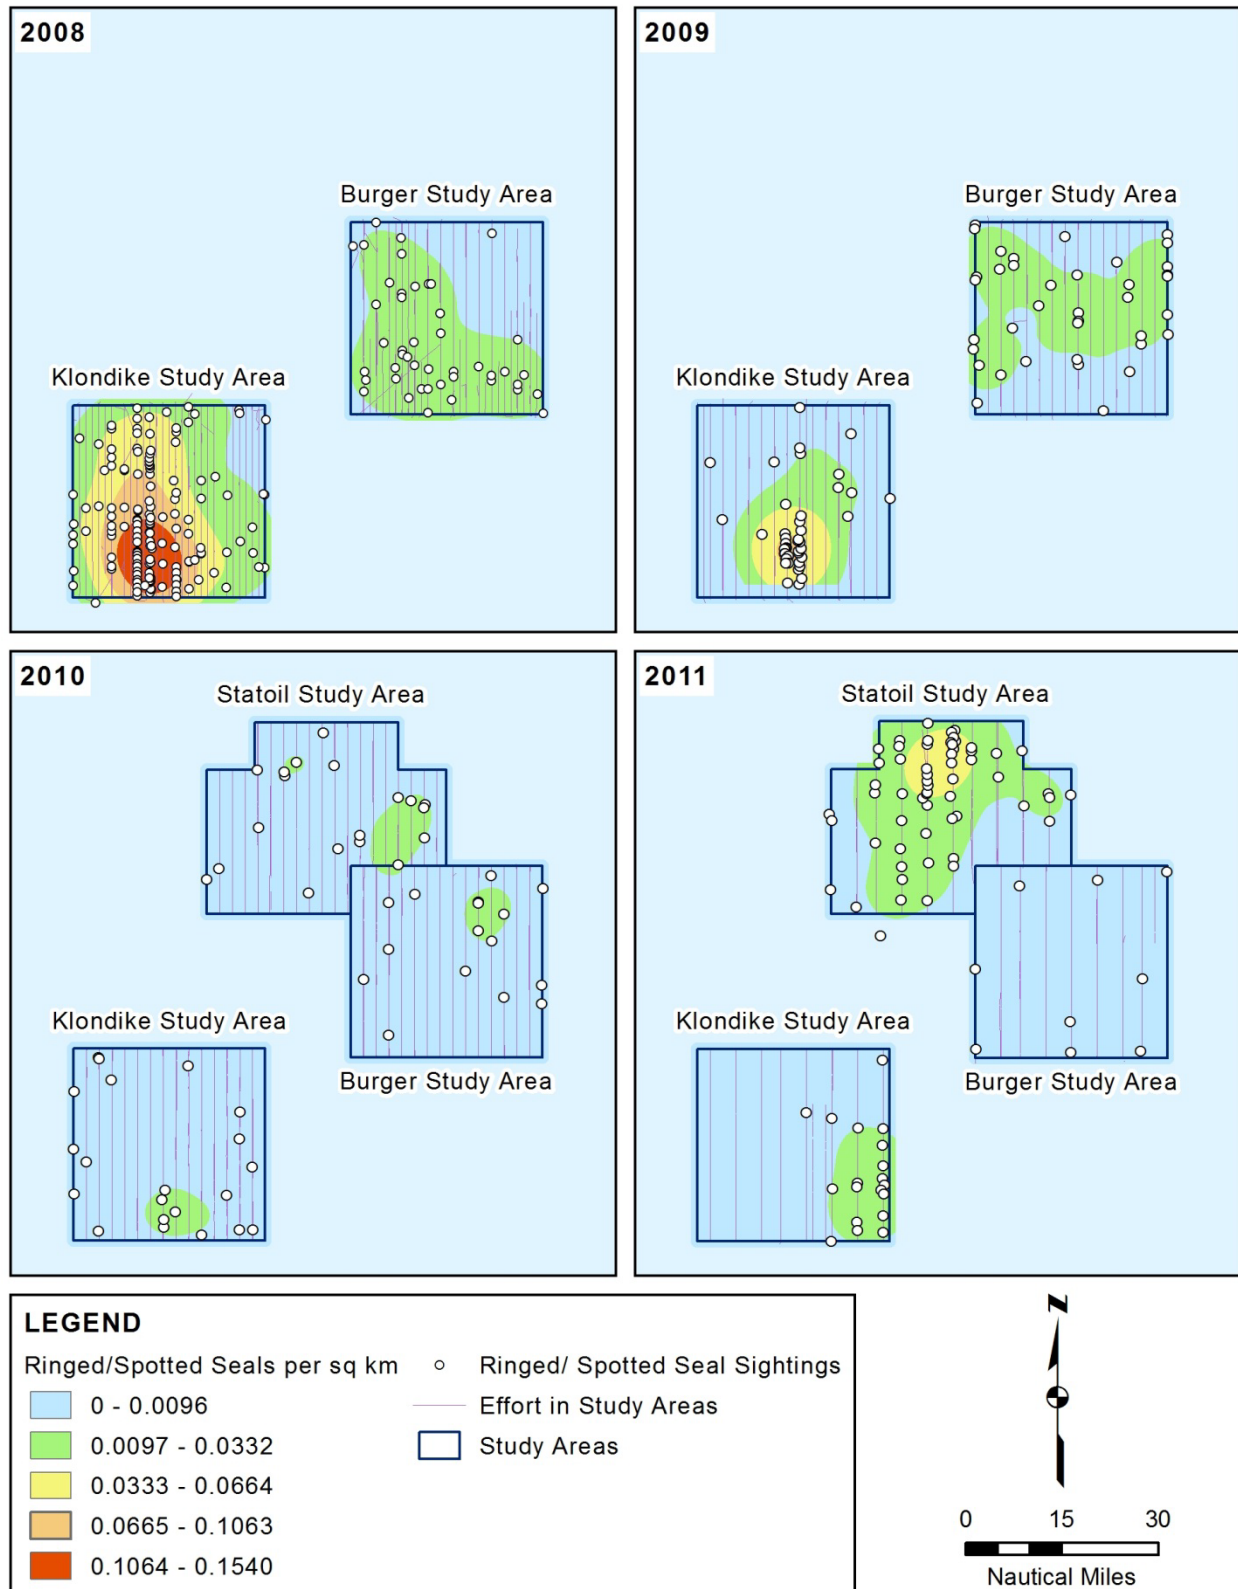 2008
Burger Study Area
Klondike Study Area
2009
Burger Study Area
Klondike Study Area
2010
Statoil Study Area
Klondike Study Area
Burger Study Area
2011
Statoil Study Area
Klondike Study Area
Burger Study Area
LEGEND
Ringed/Spotted Seals per sq km
0 - 0.0096
0.0097 - 0.0332
0.0333 - 0.0664
0.0665 - 0.1063
0.1064 - 0.1540
Ringed/ Spotted Seal Sightings
Effort in Study Areas
Study Areas
N
0 15 30
Nautical Miles